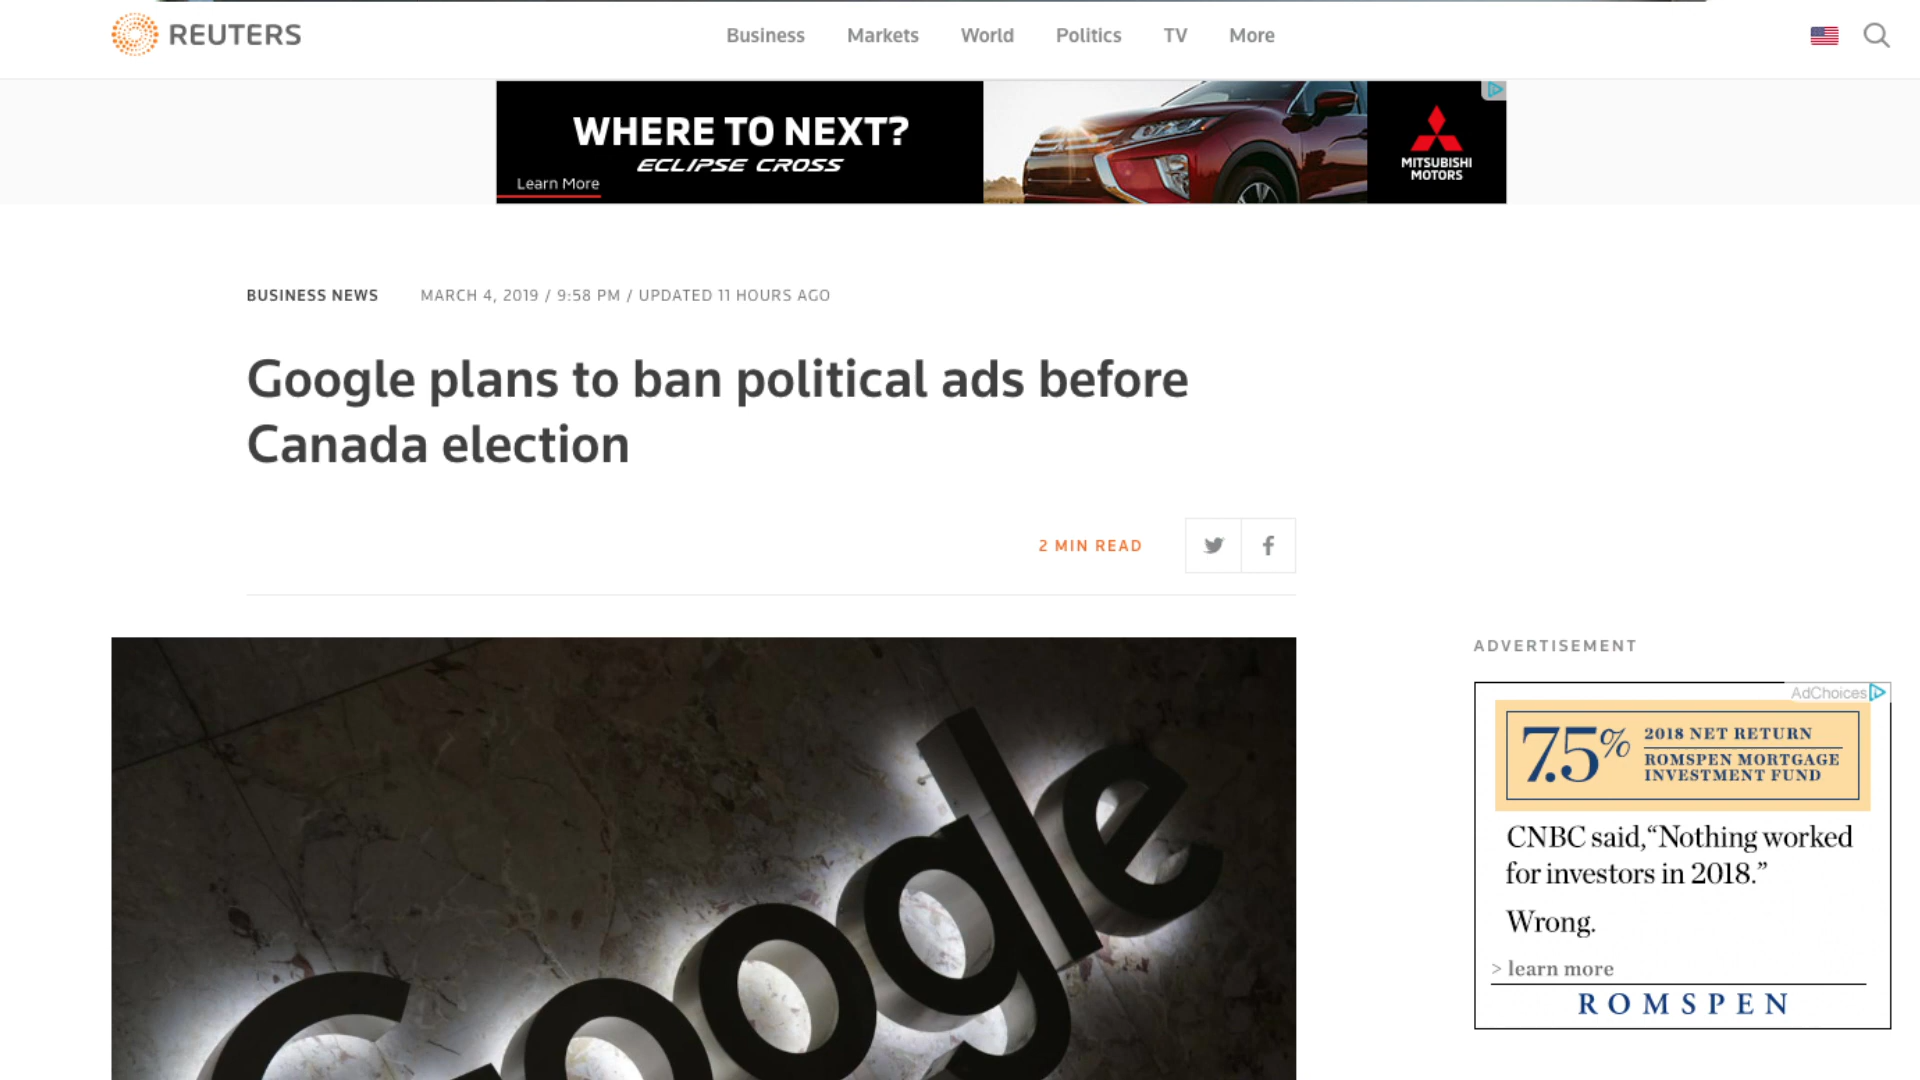 REUTERS
Business Markets World Politics TV More
WHERE TO NEXT?
ECLIPSE CROSS
Learn More
MITSUBISHI
MOTORS
BUSINESS NEWS MARCH 4, 2019 / 9:58 PM / UPDATED 11 HOURS AGO
Google plans to ban political ads before
Canada election
2 MIN READ
Google
ADVERTISEMENT
AdChoices
7.5% 2018 NET RETURN
ROMSPEN MORTGAGE
INVESTMENT FUND
CNBC said, “Nothing worked
for investors in 2018.”
Wrong.
> learn more
ROMSPEN